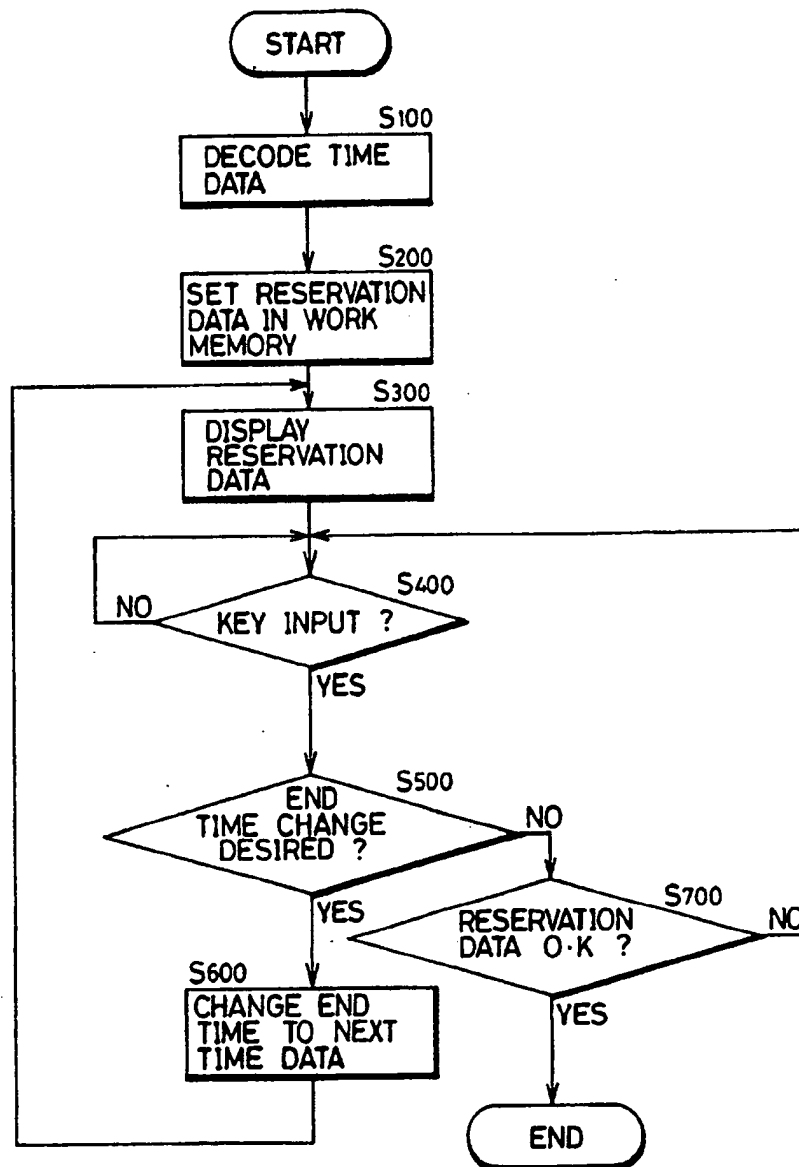 START
S100
DECODE TIME
DATA
S200
SET RESERVATION
DATA IN WORK
MEMORY
S300
DISPLAY
RESERVATION
DATA
S400
NO
KEY INPUT ?
YES
S500
END
TIME CHANGE
DESIRED ?
NO
YES
S700
RESERVATION
DATA O·K ?
NO
YES
S600
CHANGE END
TIME TO NEXT
TIME DATA
END